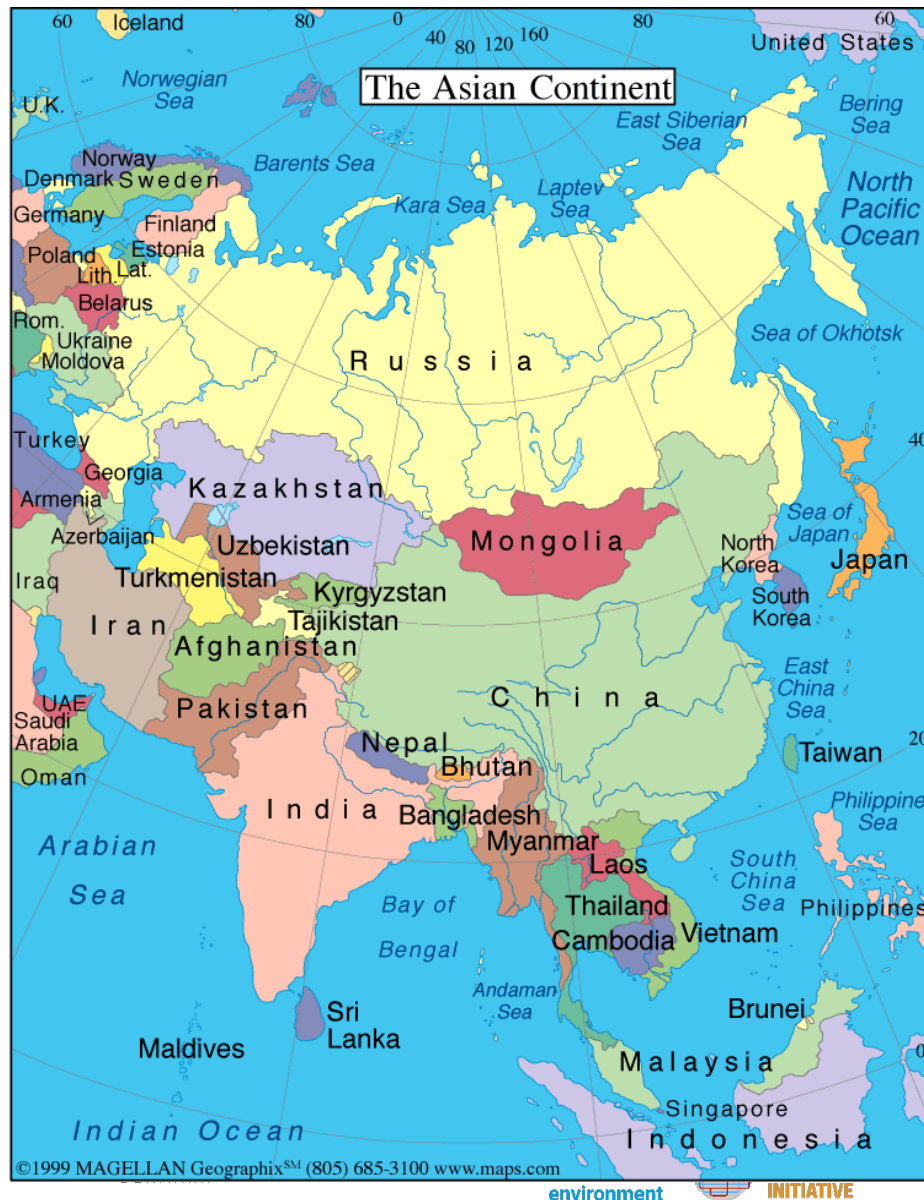 60
Iceland
80
0
40
80
120
160
80
60
United States
The Asian Continent
Norwegian
Sea
U.K.
East Siberian
Sea
Bering
Sea
Norway
Barents Sea
Denmark
Sweden
Laptev
Sea
North
Pacific
Ocean
Kara Sea
Germany
Finland
Estonia
Poland
Lith.
Lat.
Belarus
Rom.
Ukraine
Moldova
Sea of Okhotsk
Russia
Turkey
40
Georgia
Kazakhstan
Armenia
Azerbaijan
Sea of
Japan
Mongolia
Uzbekistan
North
Korea
Japan
Iraq
Turkmenistan
Kyrgyzstan
South
Korea
Iran
Tajikistan
Afghanistan
East
China
Sea
China
UAE
Pakistan
Saudi
Arabia
Nepal
20
Taiwan
Oman
Bhutan
India
Bangladesh
Philippine
Sea
Arabian
Sea
Myanmar
Laos
South
China
Sea
Bay of
Bengal
Thailand
Philippines
Cambodia
Vietnam
Andaman
Sea
Sri
Lanka
Brunei
Maldives
Malaysia
0
Singapore
Indian Ocean
Indonesia
©1999 MAGELLAN Geographix℠ (805) 685-3100 www.maps.com
environment
INITIATIVE